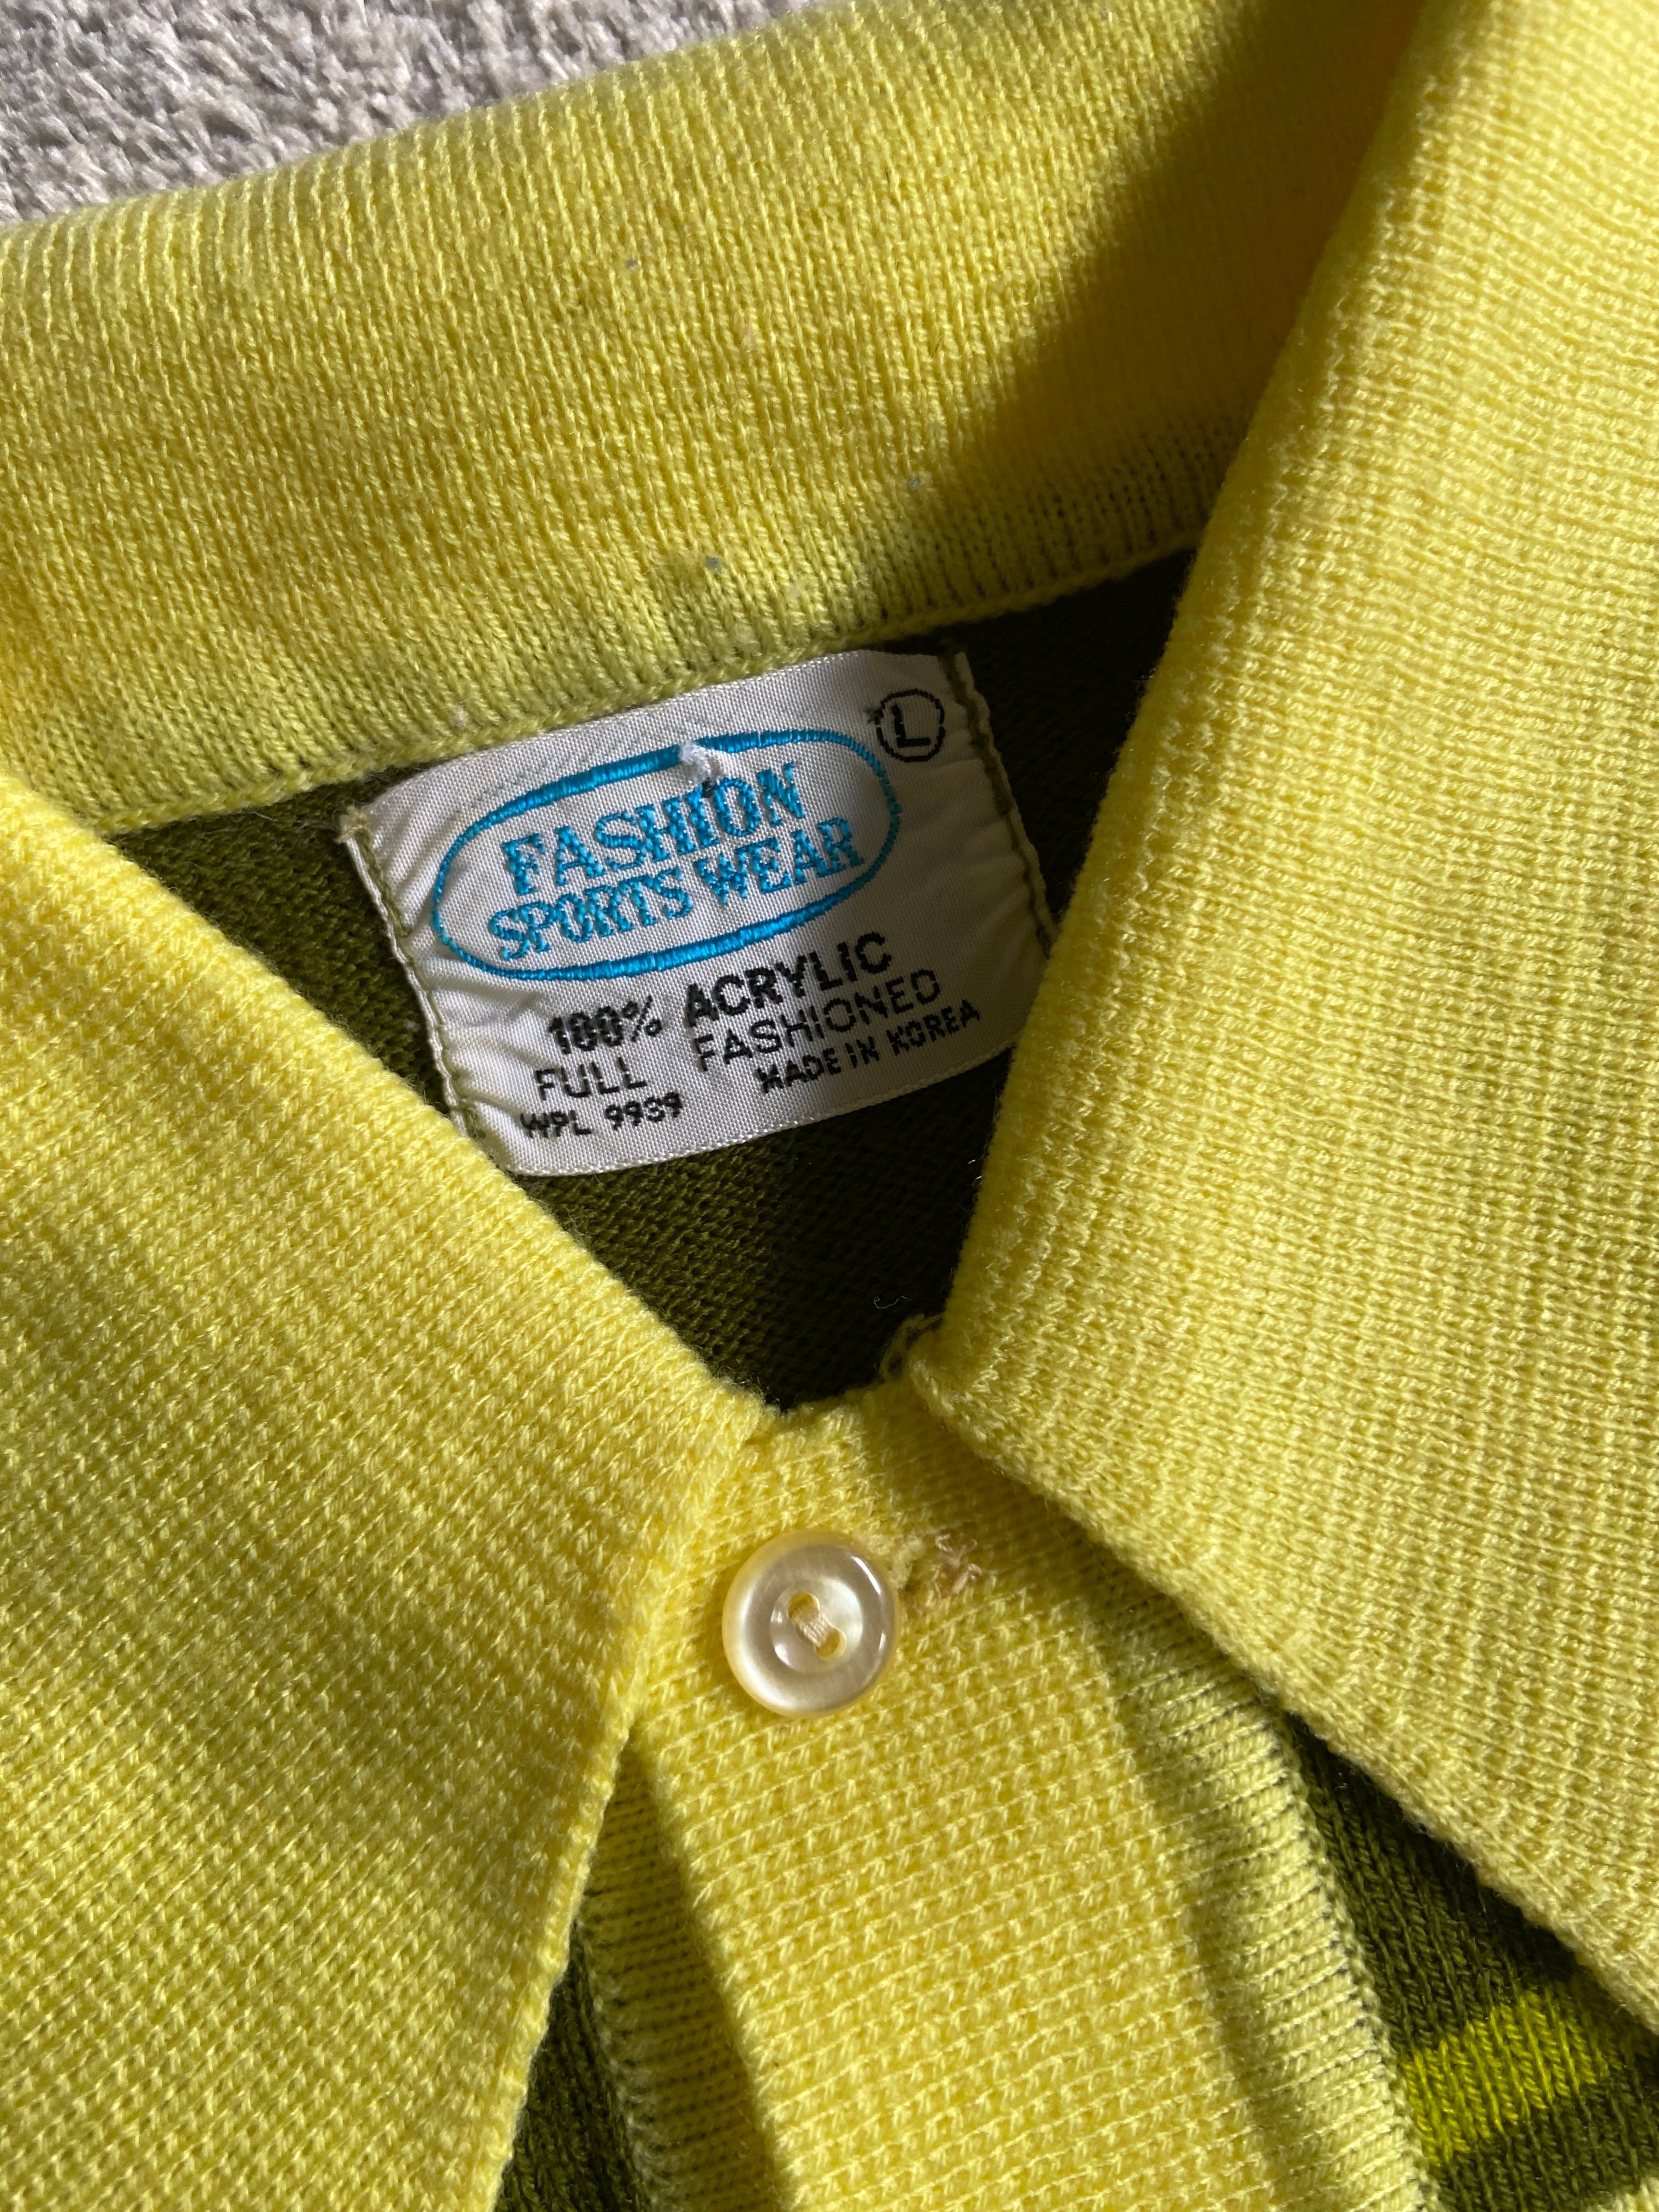 L
FASHION
SPORTS WEAR
100% ACRYLIC
FULL FASHIONED
WPL 9939 MADE IN KOREA